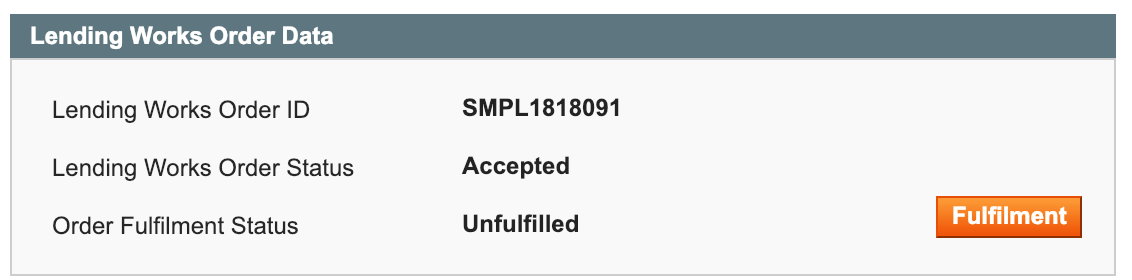 Lending Works Order Data
Lending Works Order ID SMPL1818091
Lending Works Order Status Accepted
Order Fulfilment Status Unfulfilled Fulfilment